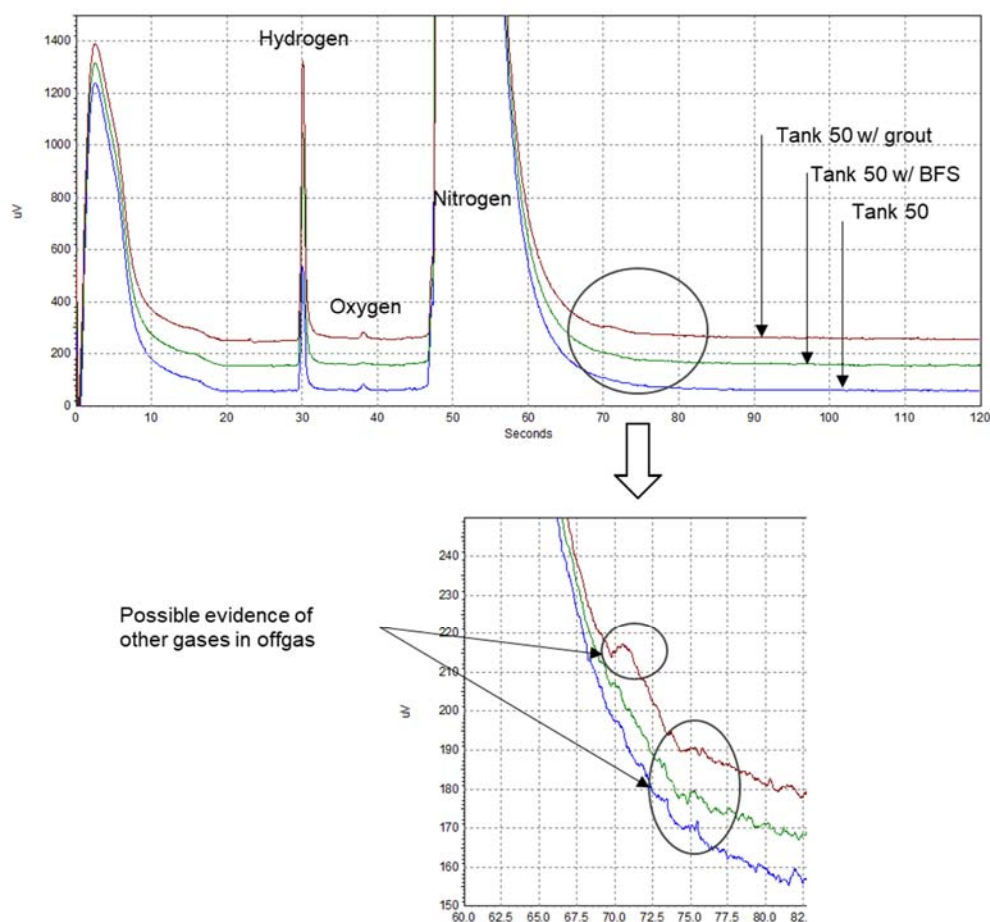 1400
Hydrogen
1200
1000
Tank 50 w/ grout
800
Nitrogen
Tank 50 w/ BFS
uV
Tank 50
600
400
Oxygen
200
0
0 10 20 30 40 50 60 70 80 90 100 110 120
Seconds
240
230
Possible evidence of
other gases in offgas
220
210
uV
200
190
180
170
160
150
60.0 62.5 65.0 67.5 70.0 72.5 75.0 77.5 80.0 82.